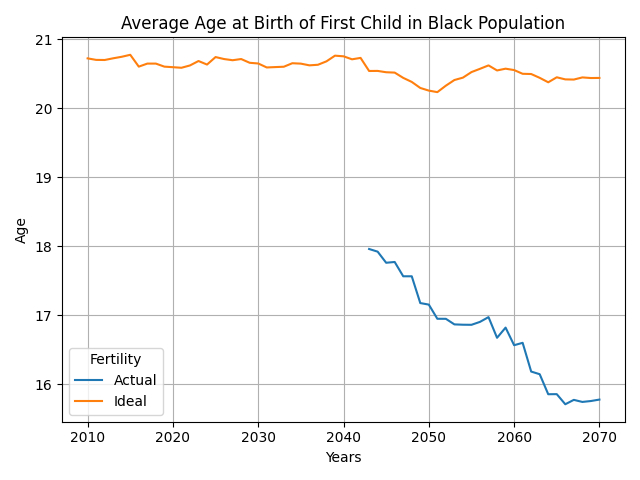 Average Age at Birth of First Child in Black Population
21
20
19
18
17
16
Age
Fertility
Actual
Ideal
2010 2020 2030 2040 2050 2060 2070
Years